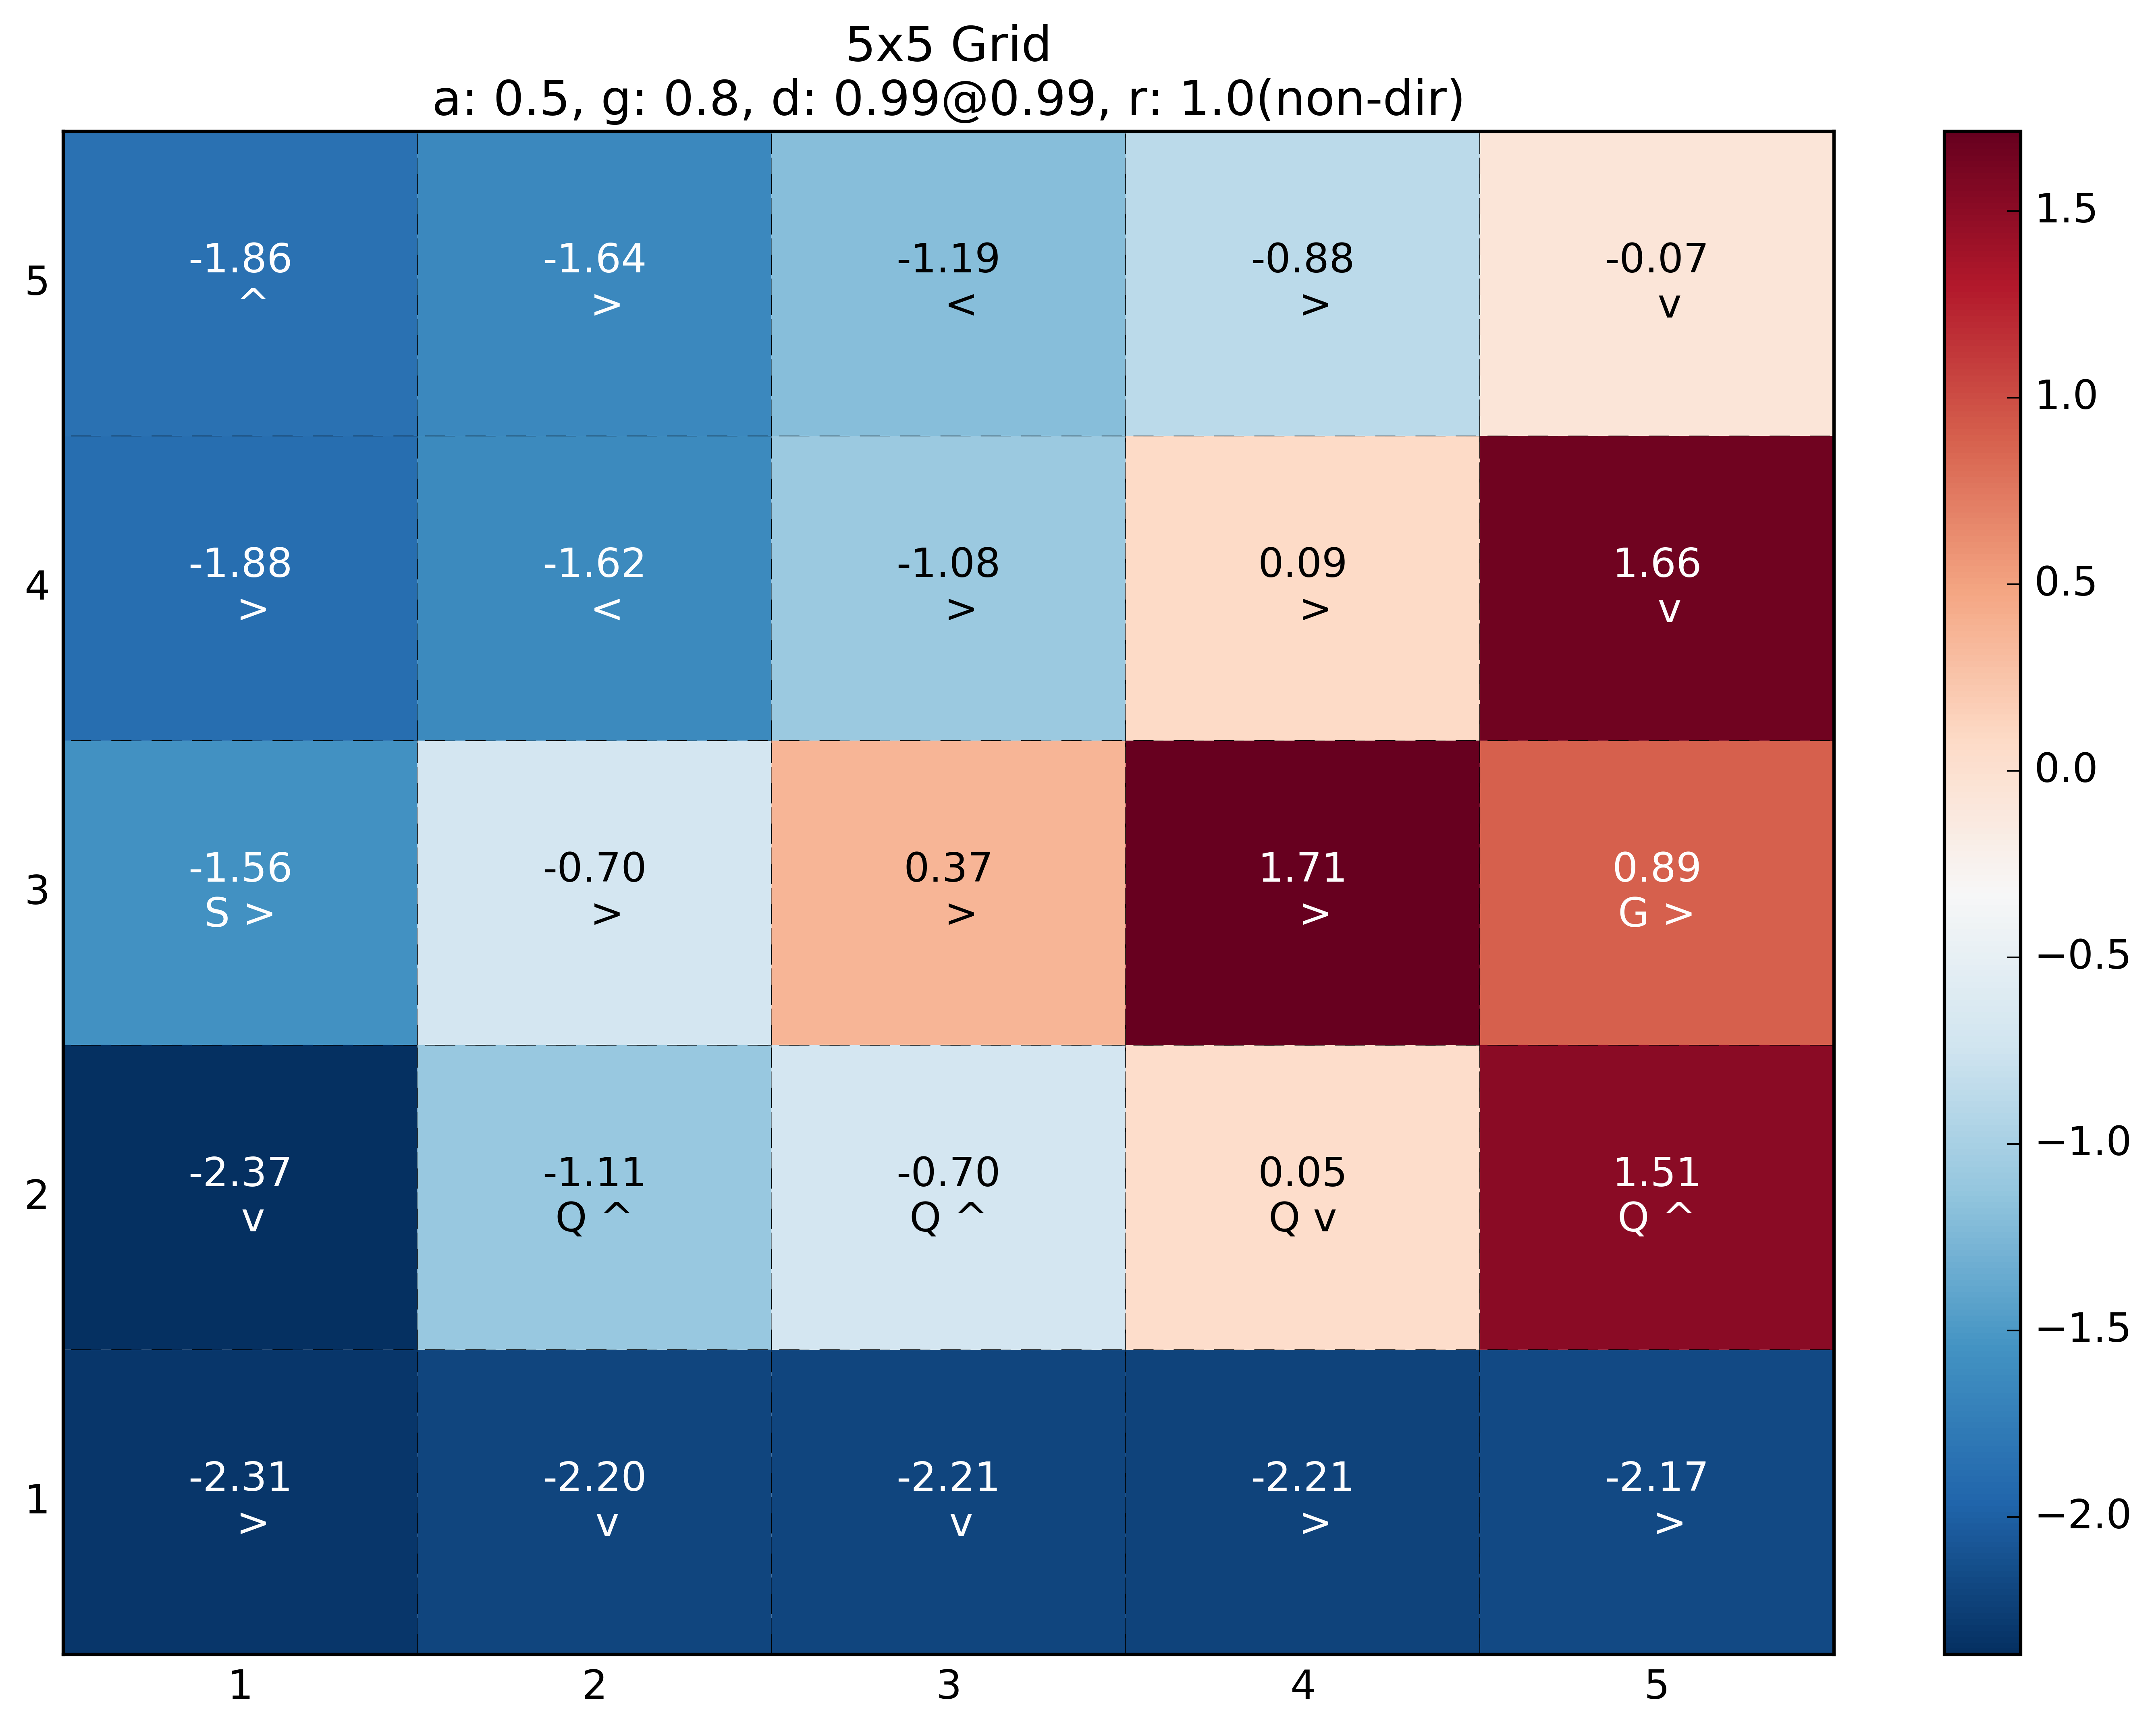 5x5 Grid
a: 0.5, g: 0.8, d: 0.99@0.99, r: 1.0(non-dir)
5
-1.86 -1.64 -1.19 -0.88 -0.07
^ > < > v
4
-1.88 -1.62 -1.08 0.09 1.66
> < > > v
3
-1.56 -0.70 0.37 1.71 0.89
S > > > > G >
2
-2.37 -1.11 -0.70 0.05 1.51
v Q ^ Q ^ Q v Q ^
1
-2.31 -2.20 -2.21 -2.21 -2.17
> v v > >
1 2 3 4 5
1.5
1.0
0.5
0.0
−0.5
−1.0
−1.5
−2.0